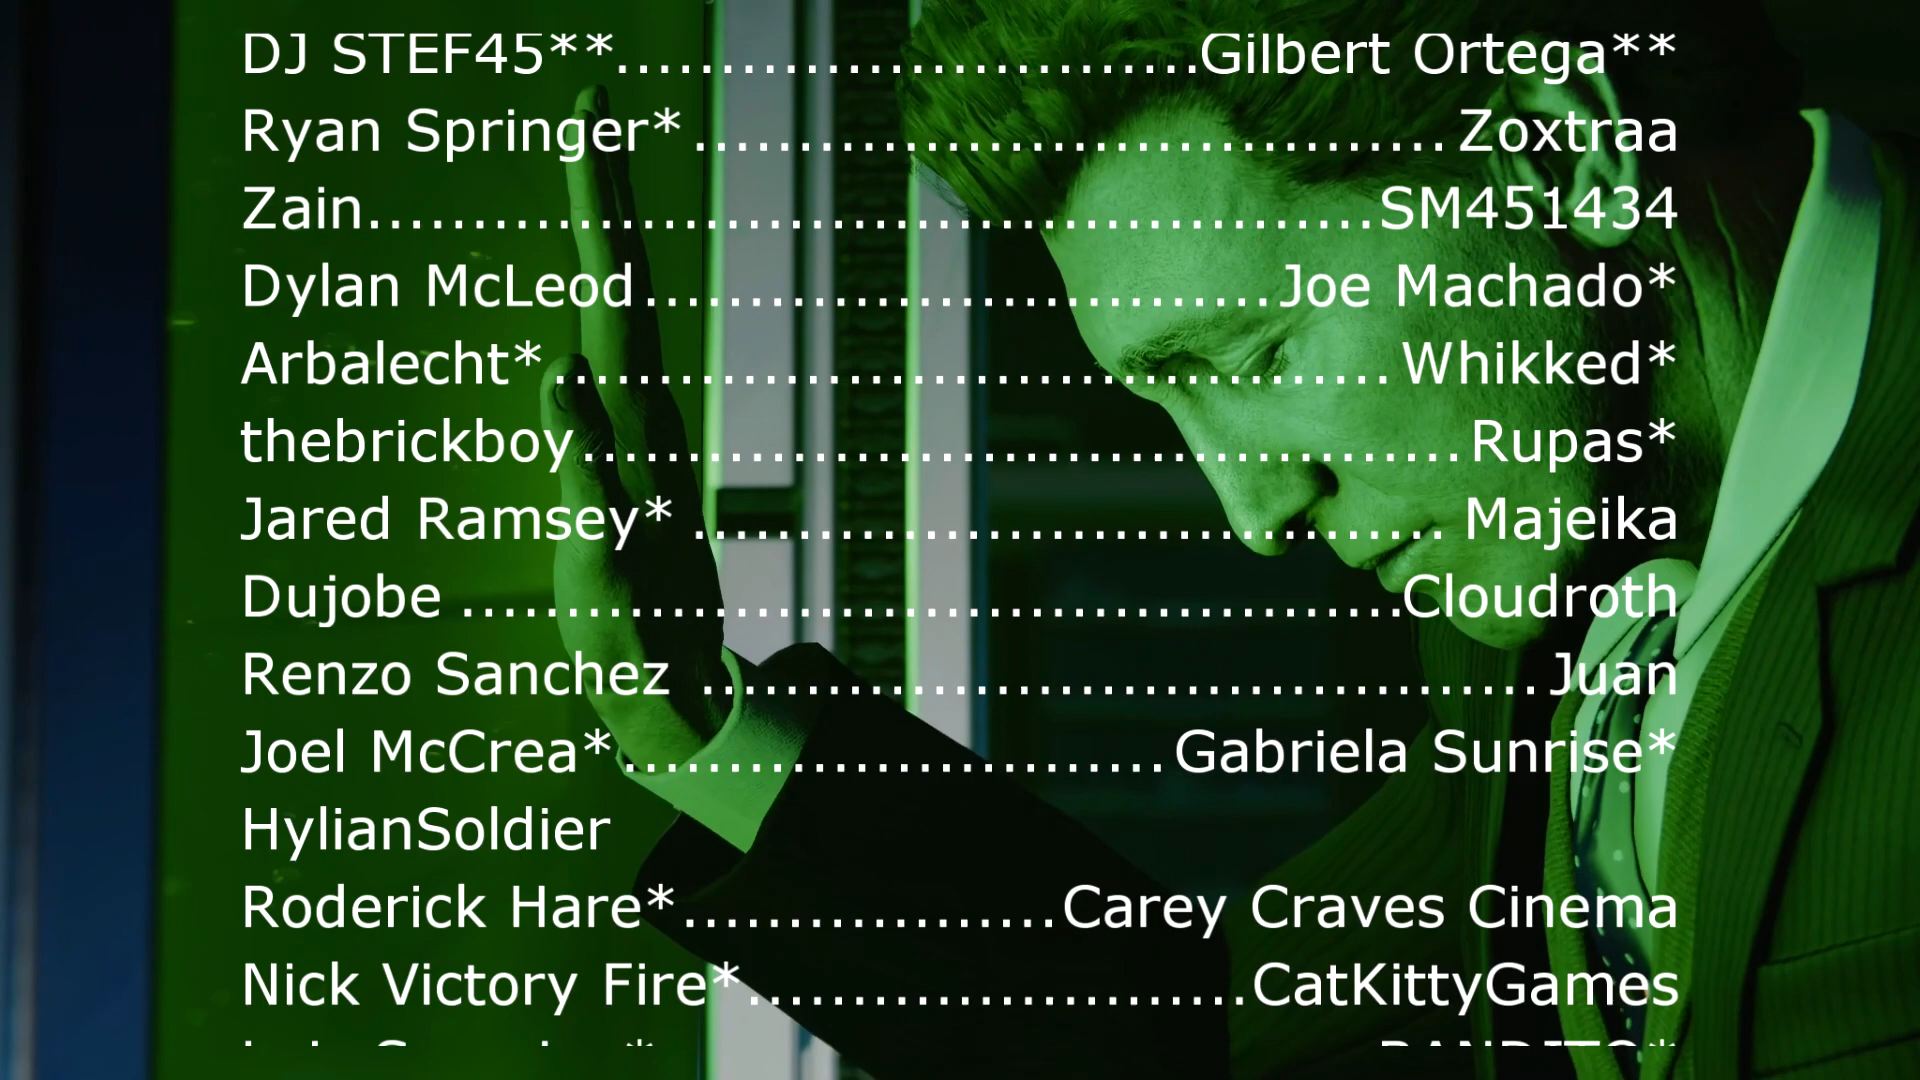 DJ STEF45**............................Gilbert Ortega**
Ryan Springer* ....................................Zoxtraa
Zain................................................SM451434
Dylan McLeod..............................Joe Machado*
Arbalecht* ........................................Whikked*
thebrickboy..........................................Rupas*
Jared Ramsey* .................................... Majeika
Dujobe .............................................Cloudroth
Renzo Sanchez ........................................Juan
Joel McCrea*..........................Gabriela Sunrise*
HylianSoldier
Roderick Hare*..................Carey Craves Cinema
Nick Victory Fire*........................CatKittyGames